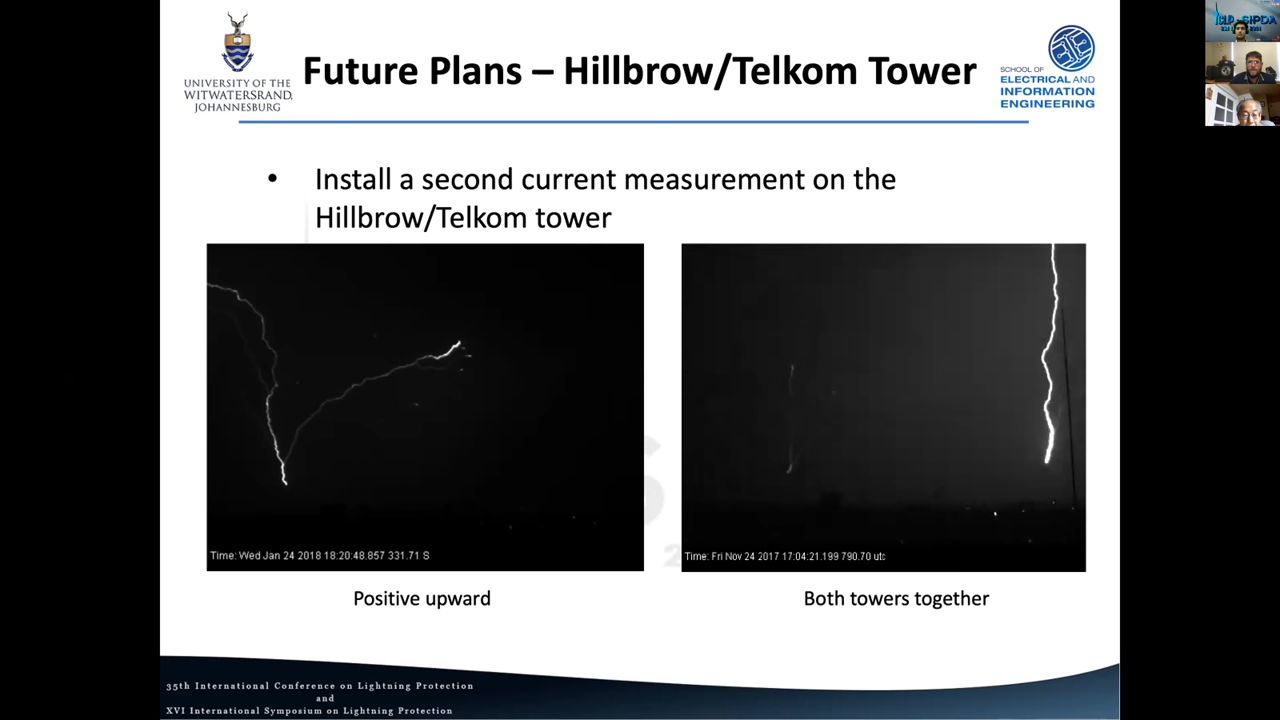 UNIVERSITY OF THE
WITWATERSRAND,
JOHANNESBURG
Future Plans – Hillbrow/Telkom Tower
SCHOOL OF
ELECTRICAL AND
INFORMATION
ENGINEERING
• Install a second current measurement on the
Hillbrow/Telkom tower
Time: Wed Jan 24 2018 18:20:48.857 331.71 S
Time: Fri Nov 24 2017 17:04:21.199 790.70 utc
Positive upward
Both towers together
35th International Conference on Lightning Protection
and
XVI International Symposium on Lightning Protection